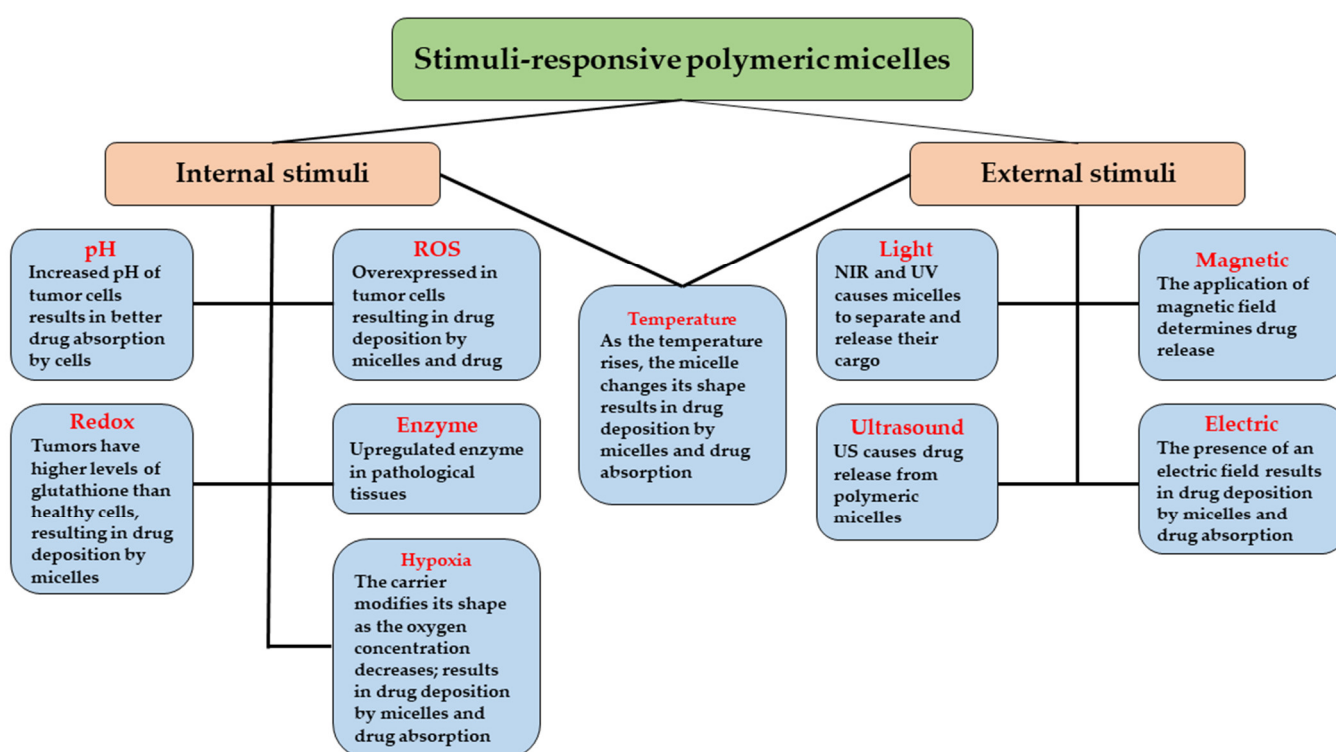 Stimuli-responsive polymeric micelles
Internal stimuli
External stimuli
pH
Increased pH of
tumor cells
results in better
drug absorption
by cells
ROS
Overexpressed in
tumor cells
resulting in drug
deposition by
micelles and drug
Redox
Tumors have
higher levels of
glutathione than
healthy cells,
resulting in drug
deposition by
micelles
Enzyme
Upregulated enzyme
in pathological
tissues
Hypoxia
The carrier
modifies its shape
as the oxygen
concentration
decreases; results
in drug deposition
by micelles and
drug absorption
Temperature
As the temperature
rises, the micelle
changes its shape
results in drug
deposition by
micelles and drug
absorption
Light
NIR and UV
causes micelles
to separate and
release their
cargo
Magnetic
The application of
magnetic field
determines drug
release
Ultrasound
US causes drug
release from
polymeric
micelles
Electric
The presence of an
electric field results
in drug deposition
by micelles and
drug absorption